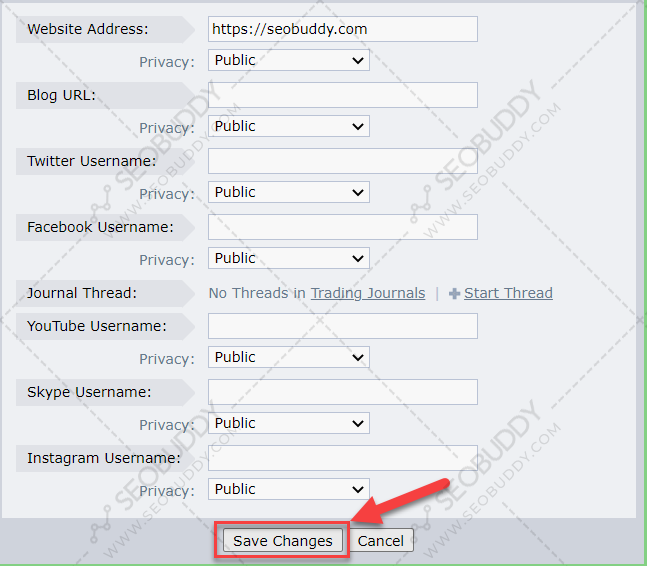 Website Address: https://seobuddy.com
Privacy: Public
Blog URL:
Privacy: Public
Twitter Username:
Privacy: Public
Facebook Username:
Privacy: Public
Journal Thread: No Threads in Trading Journals | + Start Thread
YouTube Username:
Privacy: Public
Skype Username:
Privacy: Public
Instagram Username:
Privacy: Public
Save Changes Cancel
SEOBUDDY
WWW.SEOBUDDY.COM
SEOBUDDY
WWW.SEOBUDDY.COM
SEOBUDDY
WWW.SEOBUDDY.COM
SEOBUDDY
WWW.SEOBUDDY.COM